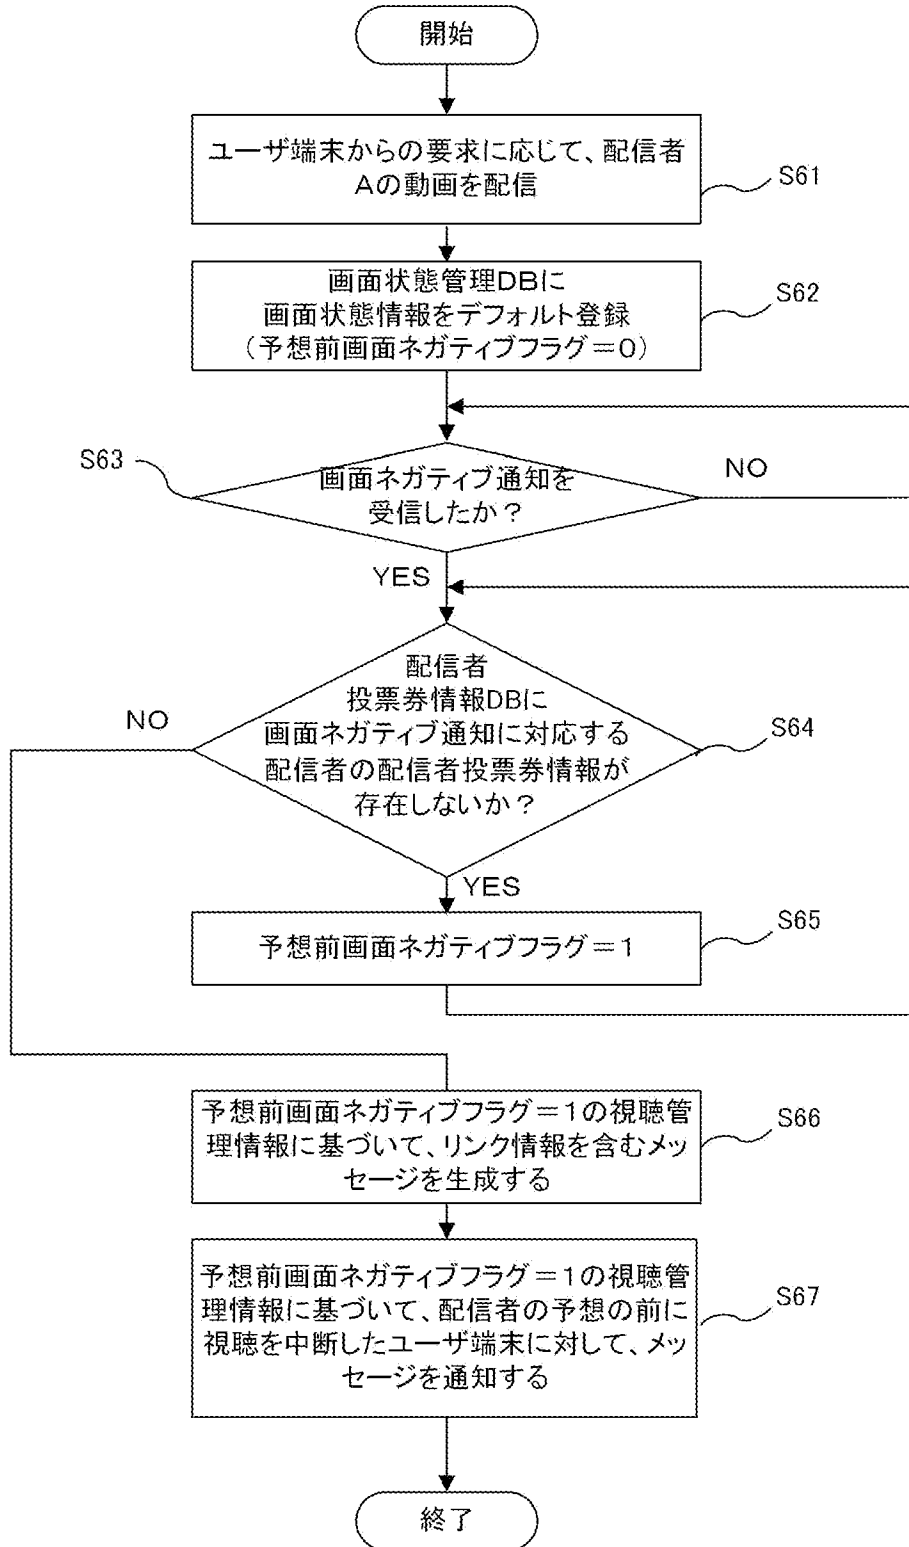 開始
ユーザ端末からの要求に応じて、配信者
Aの動画を配信
S61
画面状態管理DBに
画面状態情報をデフォルト登録
（予想前画面ネガティブフラグ＝0）
S62
S63
画面ネガティブ通知を
受信したか？
NO
YES
配信者
投票券情報DBに
画面ネガティブ通知に対応する
配信者の配信者投票券情報が
存在しないか？
NO
S64
YES
予想前画面ネガティブフラグ＝1
S65
予想前画面ネガティブフラグ＝1の視聴管
理情報に基づいて、リンク情報を含むメッ
セージを生成する
S66
予想前画面ネガティブフラグ＝1の視聴管
理情報に基づいて、配信者の予想の前に
視聴を中断したユーザ端末に対して、メッ
セージを通知する
S67
終了